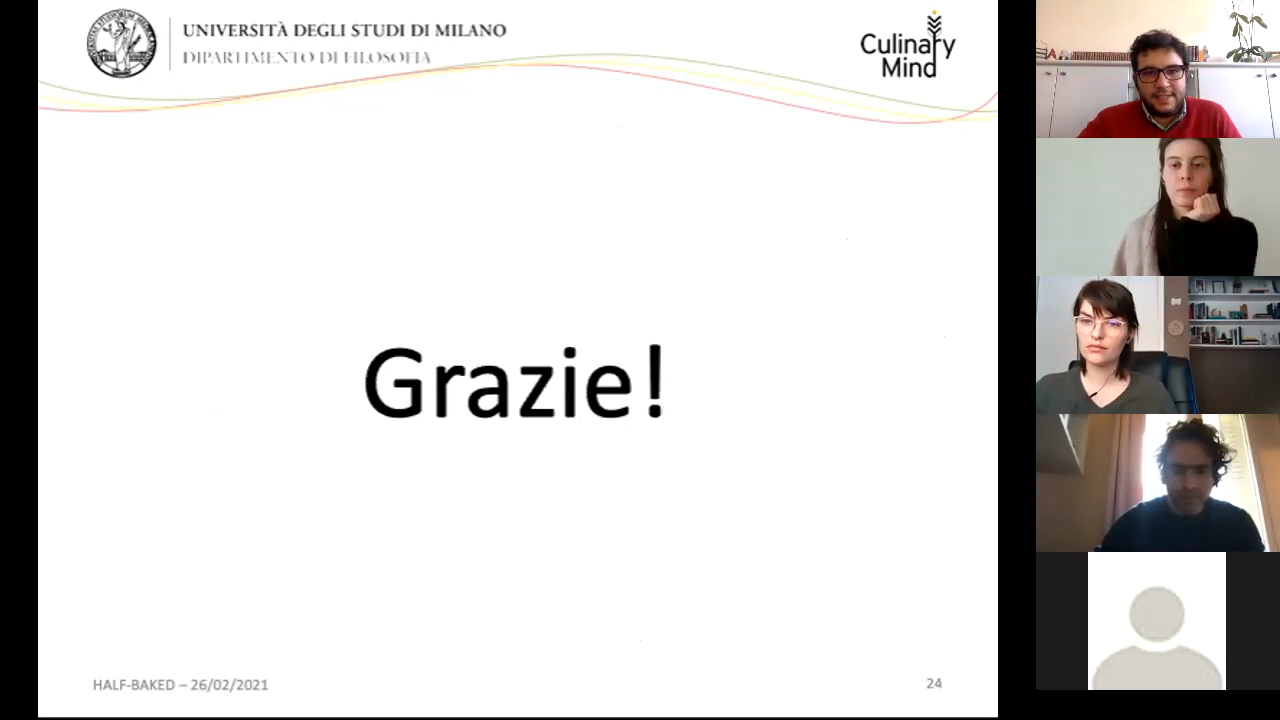 UNIVERSITÀ DEGLI STUDI DI MILANO
DIPARTIMENTO DI FILOSOFIA
Culinary
Mind
Grazie!
HALF-BAKED – 26/02/2021
24